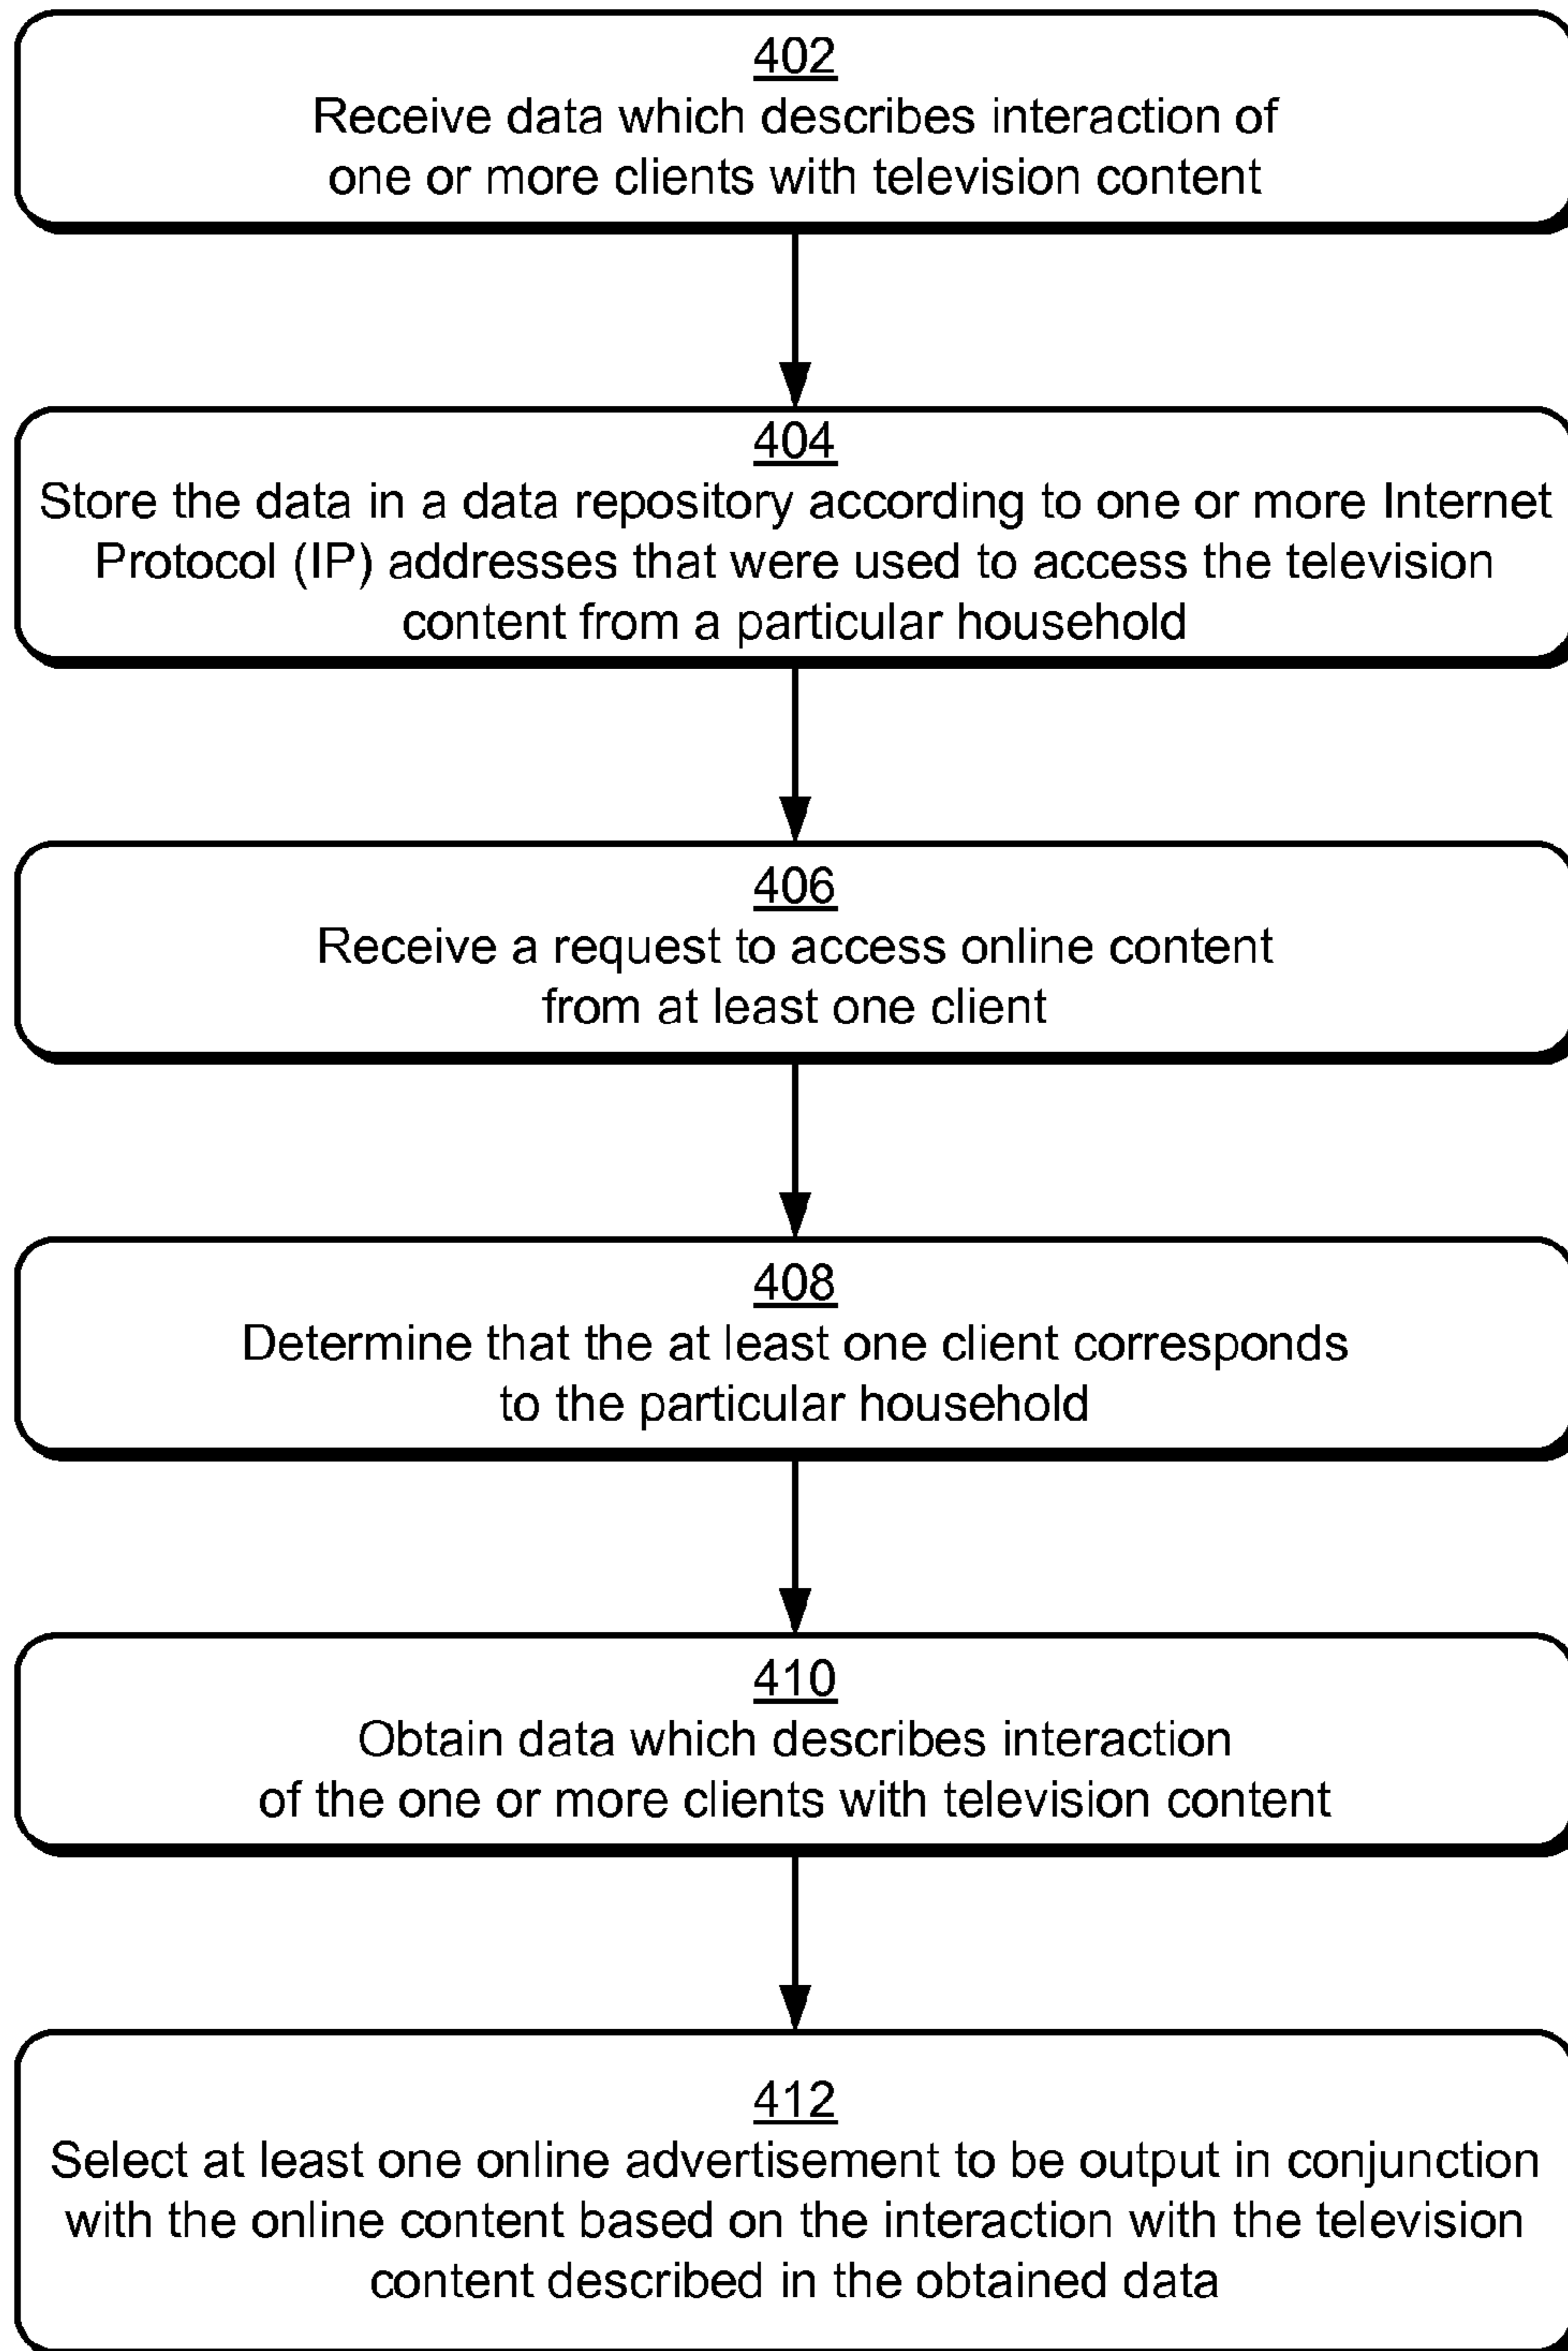 402
Receive data which describes interaction of
one or more clients with television content
404
Store the data in a data repository according to one or more Internet
Protocol (IP) addresses that were used to access the television
content from a particular household
406
Receive a request to access online content
from at least one client
408
Determine that the at least one client corresponds
to the particular household
410
Obtain data which describes interaction
of the one or more clients with television content
412
Select at least one online advertisement to be output in conjunction
with the online content based on the interaction with the television
content described in the obtained data